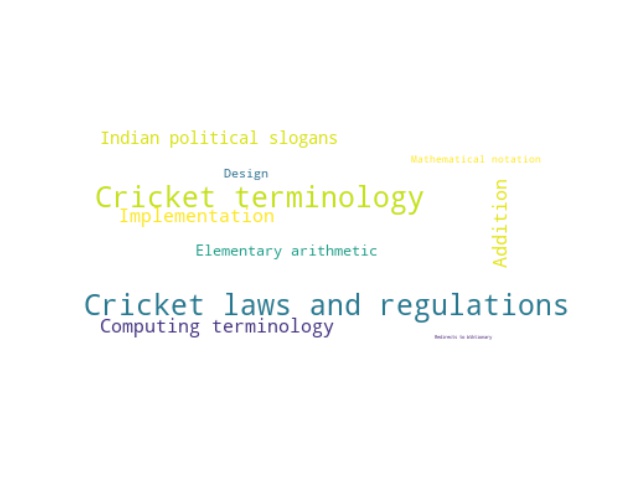 Indian political slogans
Mathematical notation
Design
Cricket terminology
Addition
Implementation
Elementary arithmetic
Cricket laws and regulations
Computing terminology
Redirects to Wiktionary